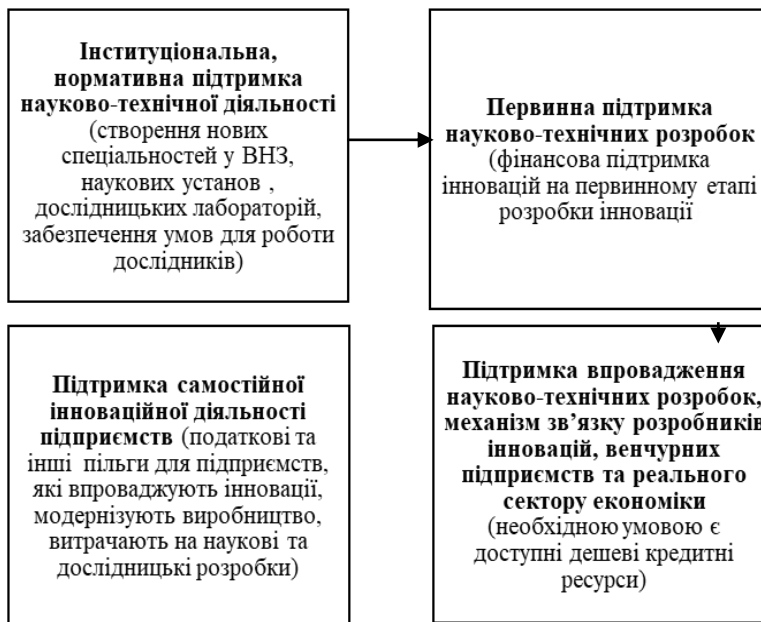 Інституціональна,
нормативна підтримка
науково-технічної діяльності
(створення нових
спеціальностей у ВНЗ,
наукових установ ,
дослідницьких лабораторій,
забезпечення умов для роботи
дослідників)
Первинна підтримка
науково-технічних розробок
(фінансова підтримка
інновацій на первинному етапі
розробки інновації
Підтримка самостійної
інноваційної діяльності
підприємств (податкові та
інші пільги для підприємств,
які впроваджують інновації,
модернізують виробництво,
витрачають на наукові та
дослідницькі розробки)
Підтримка впровадження
науково-технічних розробок,
механізм зв’язку розробників
інновацій, венчурних
підприємств та реального
сектору економіки
(необхідною умовою є
доступні дешеві кредитні
ресурси)